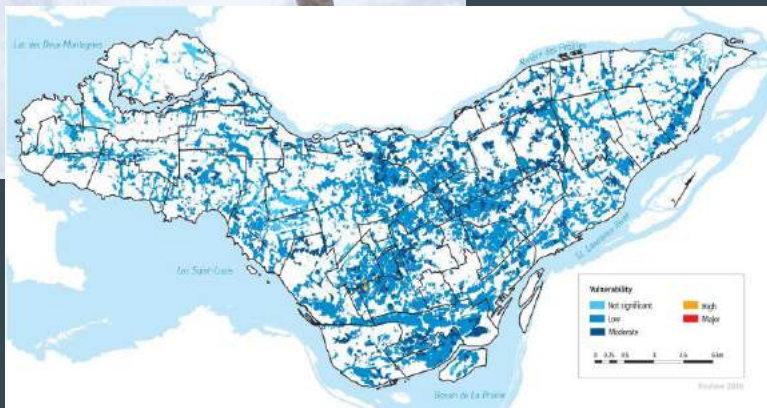 Lac des Deux-Montagnes
Rivière des Prairies
St. Lawrence River
Lac Saint-Louis
Bassin de La Prairie
Vulnerability
Not significant
Low
Moderate
High
Major